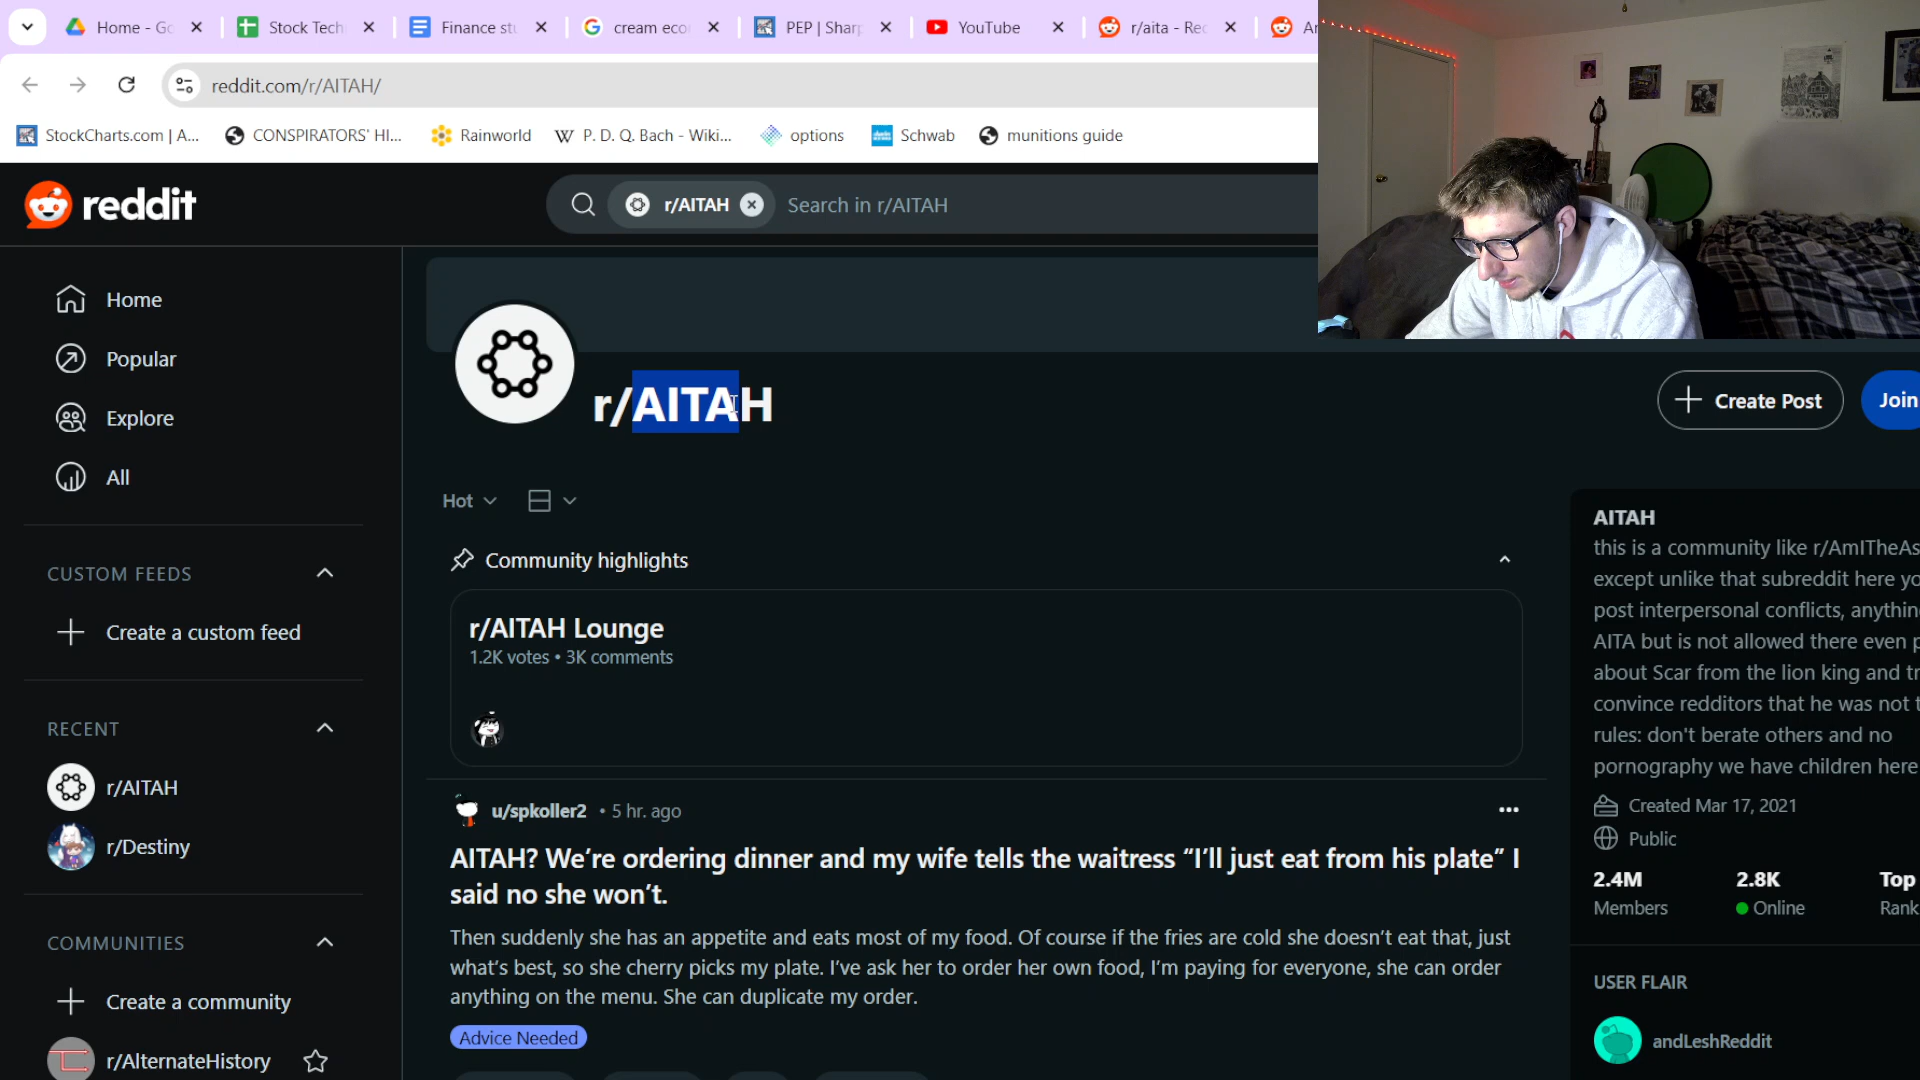 Home - Go
Stock Tech
Finance stu
cream eco
PEP | Sharp
YouTube
r/aita - Red
Ar
reddit.com/r/AITAH/
StockCharts.com | A...
CONSPIRATORS' HI...
Rainworld
P. D. Q. Bach - Wiki...
options
Schwab
munitions guide
reddit
r/AITAH
Search in r/AITAH
Home
Popular
Explore
All
CUSTOM FEEDS
Create a custom feed
RECENT
r/AITAH
r/Destiny
COMMUNITIES
Create a community
r/AlternateHistory
r/AITAH
Create Post
Join
Hot
Community highlights
r/AITAH Lounge
1.2K votes • 3K comments
u/spkoller2 • 5 hr. ago
AITAH? We’re ordering dinner and my wife tells the waitress “I’ll just eat from his plate” I
said no she won’t.
Then suddenly she has an appetite and eats most of my food. Of course if the fries are cold she doesn’t eat that, just
what’s best, so she cherry picks my plate. I’ve ask her to order her own food, I’m paying for everyone, she can order
anything on the menu. She can duplicate my order.
Advice Needed
AITAH
this is a community like r/AmITheAs
except unlike that subreddit here yo
post interpersonal conflicts, anything
AITA but is not allowed there even p
about Scar from the lion king and tr
convince redditors that he was not t
rules: don't berate others and no
pornography we have children here
Created Mar 17, 2021
Public
2.4M 2.8K Top
Members Online Rank
USER FLAIR
andLeshReddit